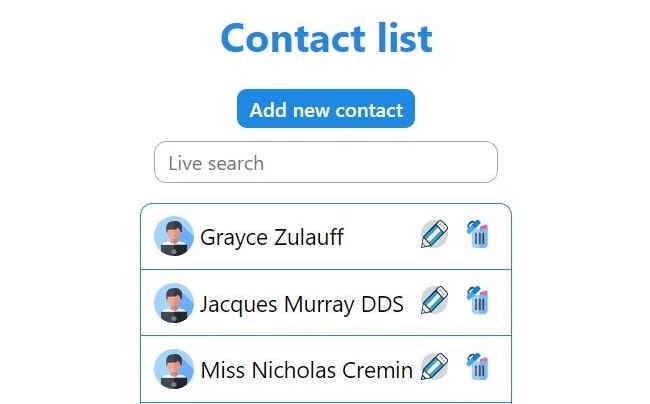 Contact list
Add new contact
Live search
Grayce Zulauff
Jacques Murray DDS
Miss Nicholas Cremin